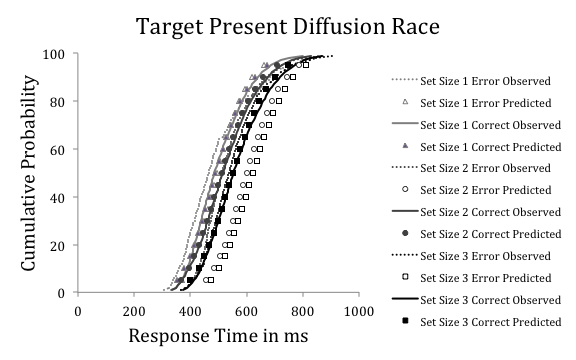 Target Present Diffusion Race
100
80
60
40
20
0
Cumulative Probability
0 200 400 600 800 1000
Response Time in ms
Set Size 1 Error Observed
Set Size 1 Error Predicted
Set Size 1 Correct Observed
Set Size 1 Correct Predicted
Set Size 2 Error Observed
Set Size 2 Error Predicted
Set Size 2 Correct Observed
Set Size 2 Correct Predicted
Set Size 3 Error Observed
Set Size 3 Error Predicted
Set Size 3 Correct Observed
Set Size 3 Correct Predicted